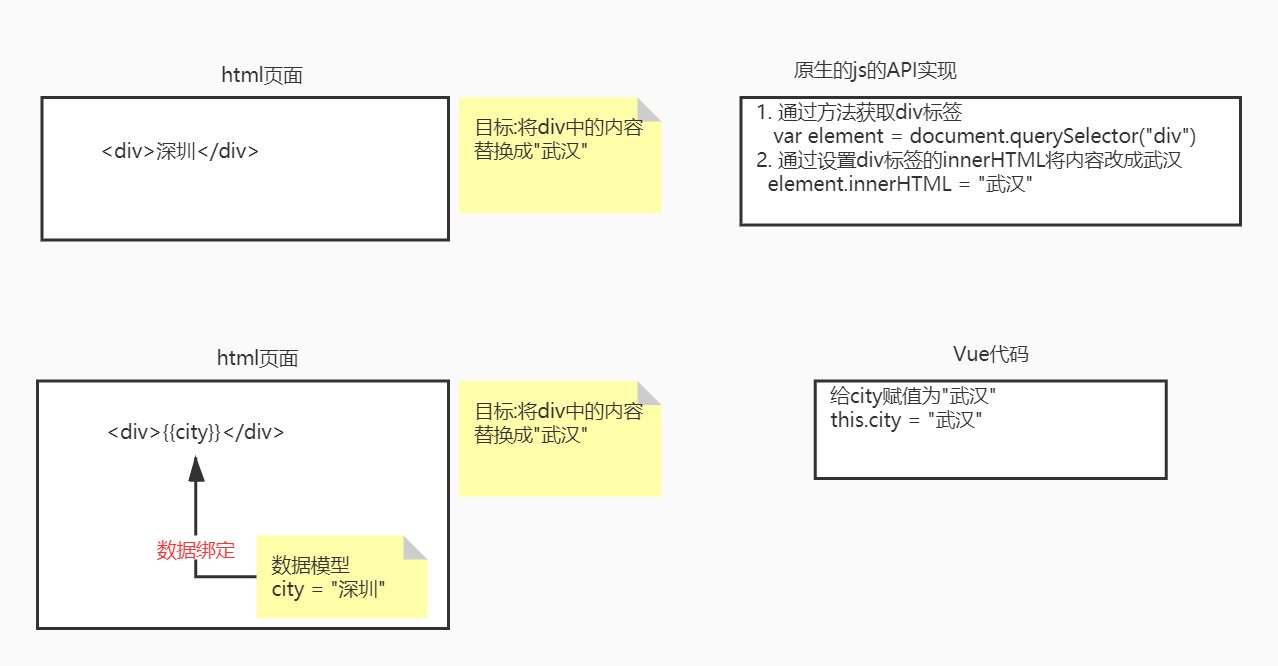 html页面
<div>深圳</div>
目标:将div中的内容
替换成"武汉"
原生的js的API实现
1. 通过方法获取div标签
var element = document.querySelector("div")
2. 通过设置div标签的innerHTML将内容改成武汉
element.innerHTML = "武汉"
html页面
<div>{{city}}</div>
数据绑定
数据模型
city = "深圳"
目标:将div中的内容
替换成"武汉"
Vue代码
给city赋值为"武汉"
this.city = "武汉"